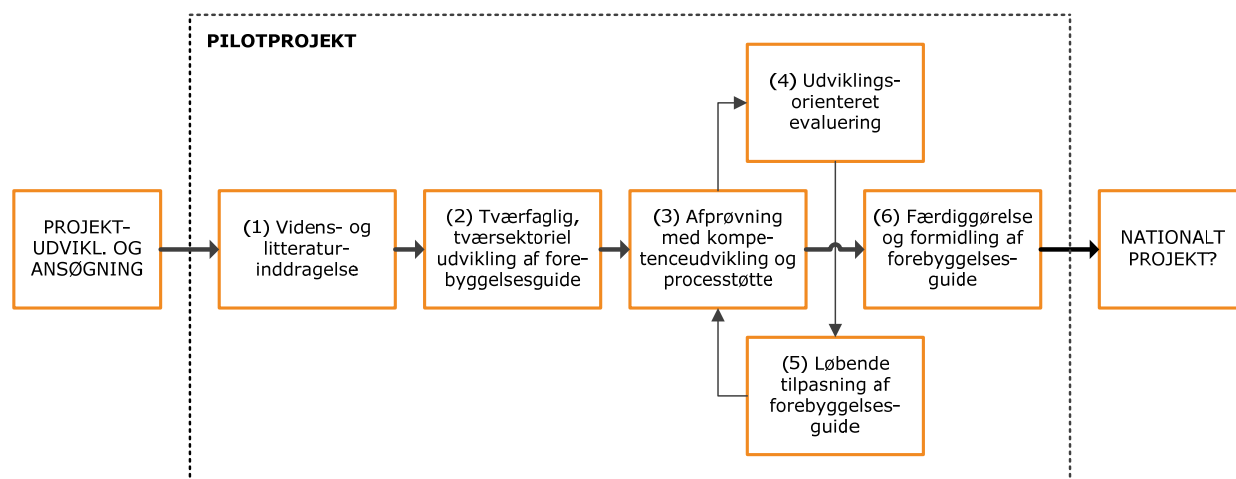 PILOTPROJEKT
PROJEKT-
UDVIKL. OG
ANSØGNING
(1) Videns- og
litteratur-
inddragelse
(2) Tværfaglig,
tværsektoriel
udvikling af fore-
byggelsesguide
(3) Afprøvning
med kompe-
tenceudvikling og
processtøtte
(4) Udviklings-
orienteret
evaluering
(5) Løbende
tilpasning af
forebyggelses-
guide
(6) Færdiggørelse
og formidling af
forebyggelses-
guide
NATIONALT
PROJEKT?